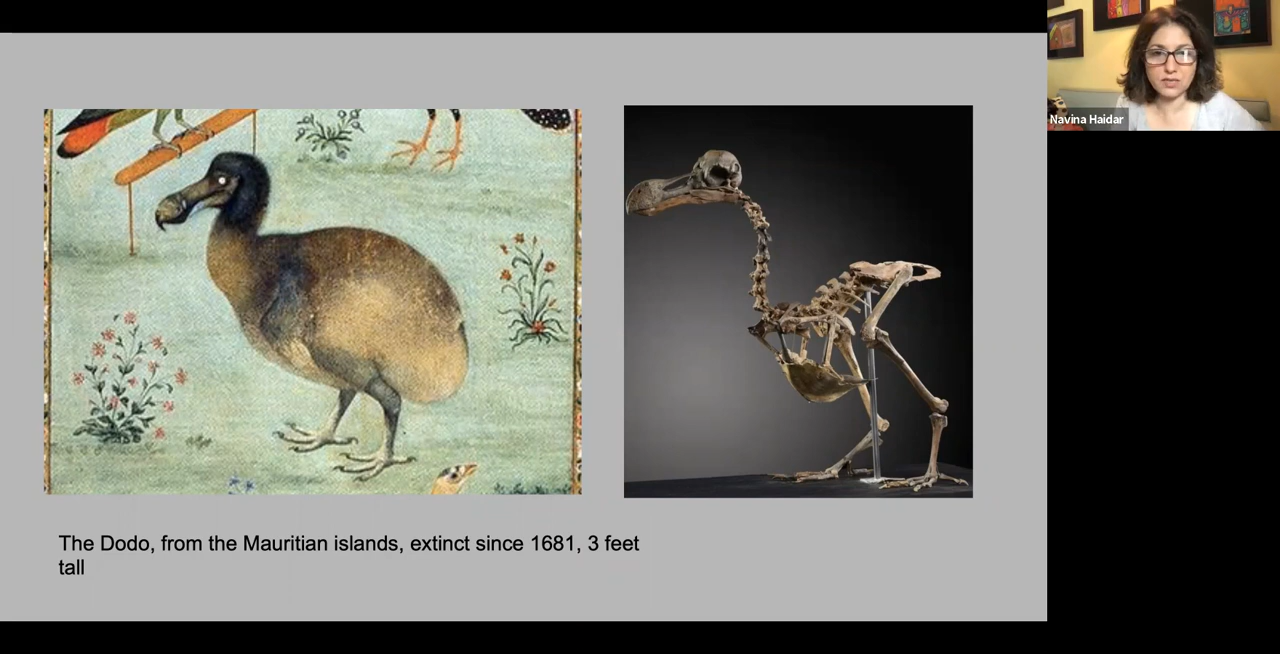 Navina Haidar
The Dodo, from the Mauritian islands, extinct since 1681, 3 feet
tall